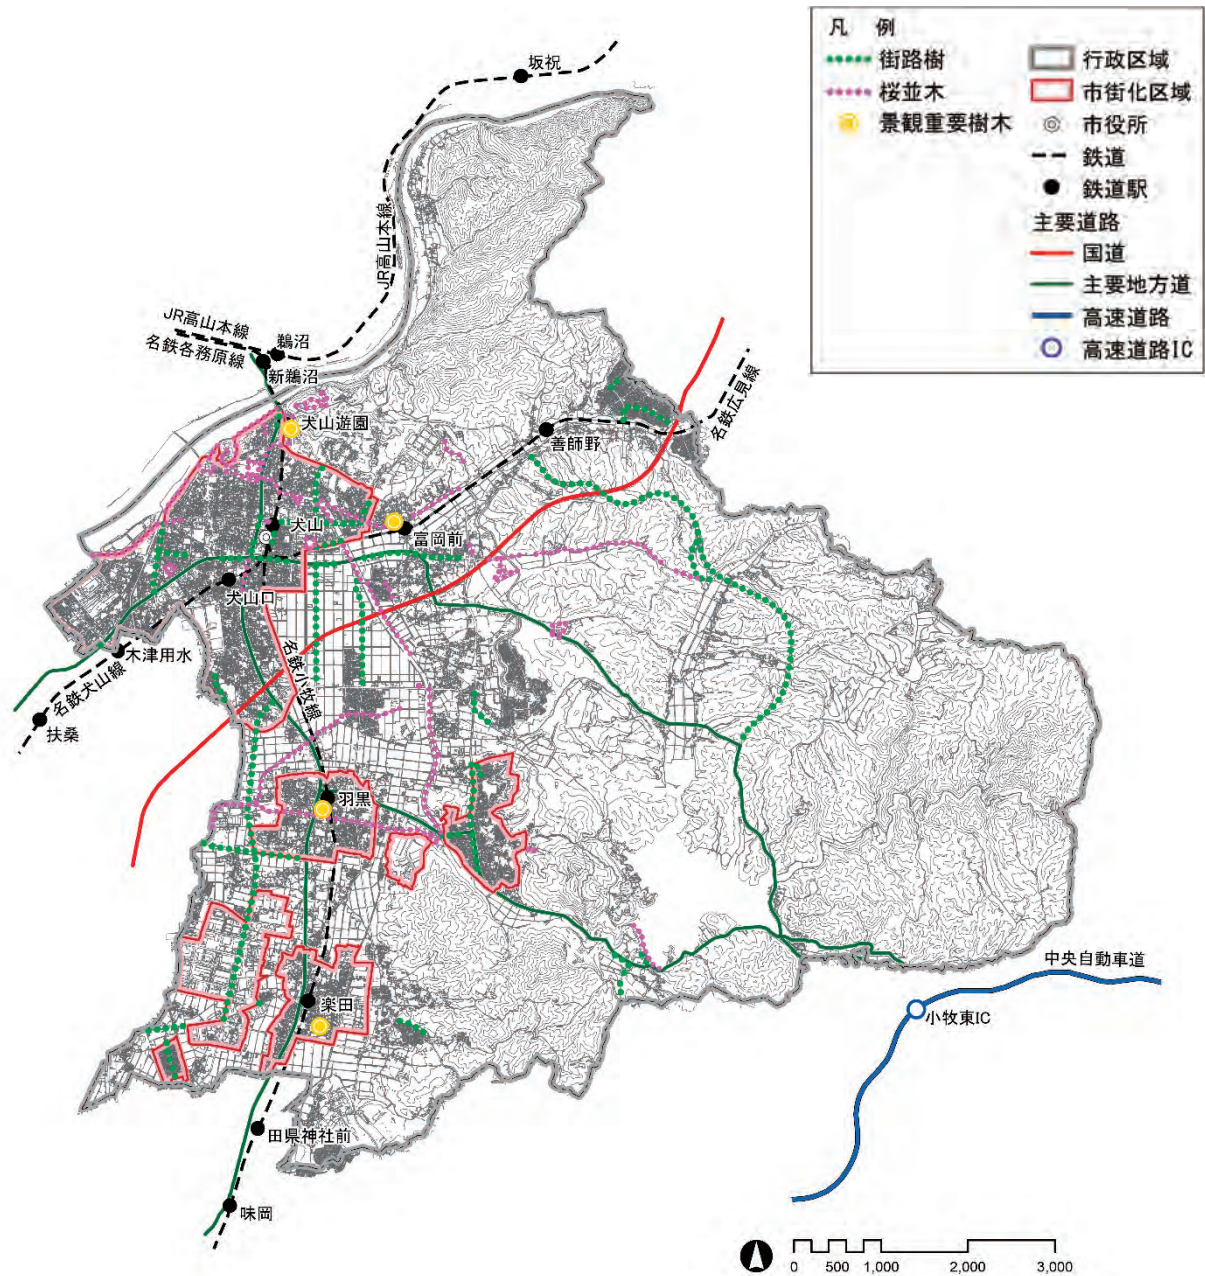 凡 例
街路樹
桜並木
景観重要樹木
行政区域
市街化区域
市役所
鉄道
鉄道駅
主要道路
国道
主要地方道
高速道路
高速道路IC
坂祝
JR高山本線
JR高山本線
名鉄各務原線
鵜沼
新鵜沼
犬山遊園
善師野
名鉄広見線
犬山
富岡前
犬山口
木津用水
名鉄犬山線
扶桑
名鉄小牧線
羽黒
楽田
中央自動車道
小牧東IC
田県神社前
味岡
0 500 1,000 2,000 3,000